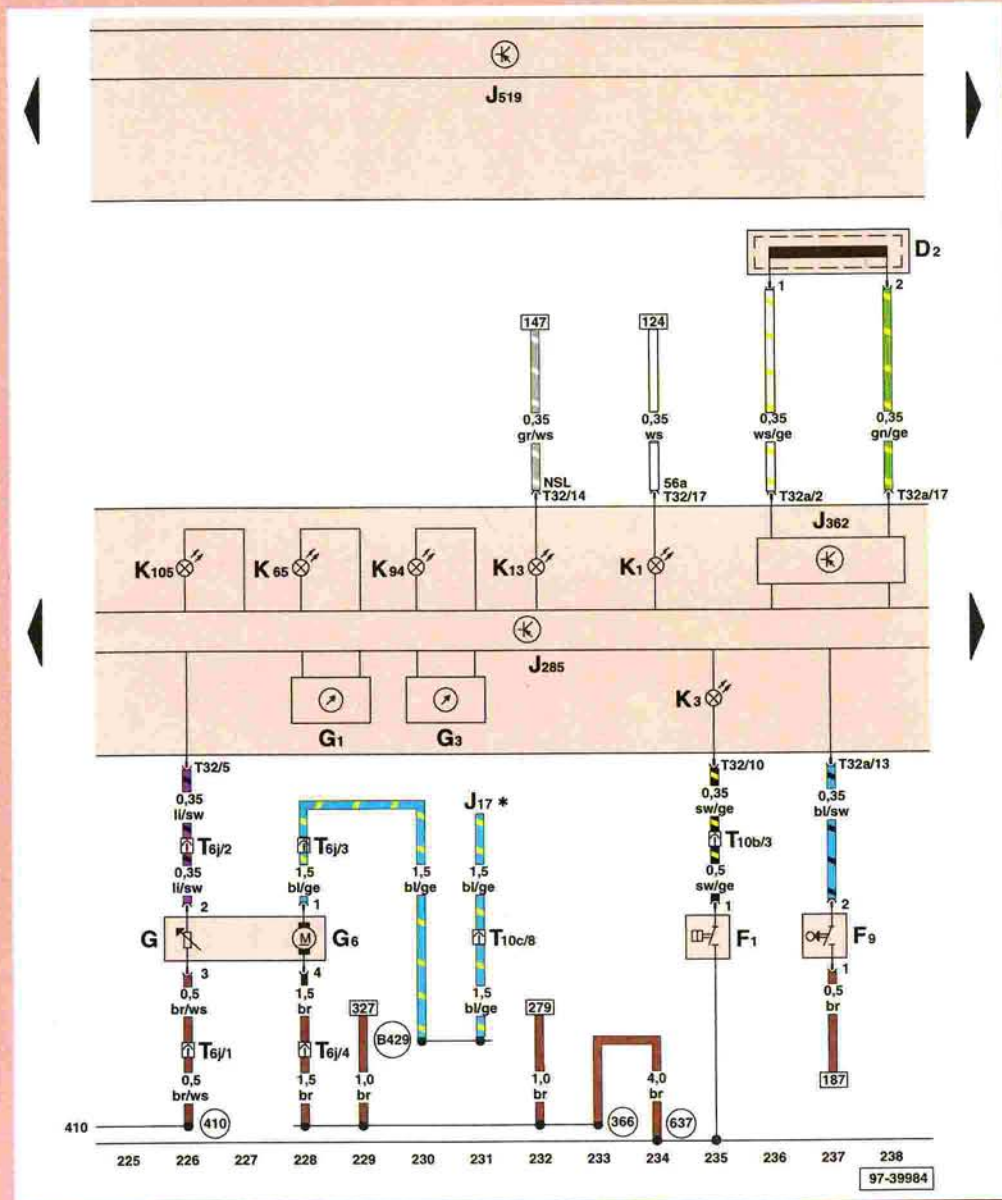 J519
D2
1 2
147 124
0,35 0,35 0,35 0,35
gr/ws ws ws/ge gn/ge
NSL 56a
T32/14 T32/17 T32a/2 T32a/17
J362
K105 K65 K94 K13 K1
J285
G1 G3 K3
T32/5 T32/10 T32a/13
0,35 J17 * 0,35 0,35
li/sw sw/ge bl/sw
T6j/2 T6j/3 T10b/3
0,35 1,5 1,5 1,5 0,5
li/sw bl/ge bl/ge bl/ge sw/ge
2 1 1 2
G M G6 T10c/8 F1 F9
3 4 1
0,5 1,5 327 B429 1,5 279 0,5
br/ws br bl/ge br
T6j/1 T6j/4 187
0,5 1,5 1,0 1,0 4,0
br/ws br br br br
410 410 366 637
225 226 227 228 229 230 231 232 233 234 235 236 237 238
97-39984